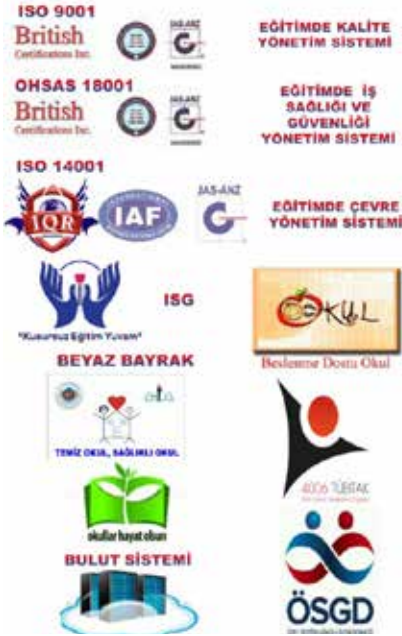 ISO 9001
British
Certifications Inc.
JAS-ANZ
EĞİTİMDE KALİTE
YÖNETİM SİSTEMİ
OHSAS 18001
British
Certifications Inc.
JAS-ANZ
EĞİTİMDE İŞ
SAĞLIĞI VE
GÜVENLİĞİ
YÖNETİM SİSTEMİ
ISO 14001
IQR
IAF
JAS-ANZ
EĞİTİMDE ÇEVRE
YÖNETİM SİSTEMİ
ISG
"Kusursuz Eğitim Yuvam"
OKUL
Beslenme Dostu Okul
BEYAZ BAYRAK
TEMİZ OKUL, SAĞLIKLI OKUL
4006 TÜBİTAK
okullar hayat olsun
BULUT SİSTEMİ
ÖSGD